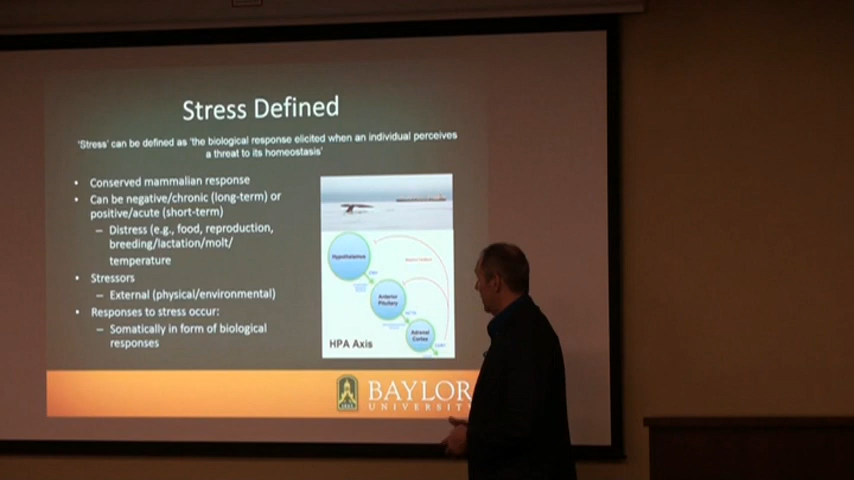 Stress Defined
'Stress' can be defined as 'the biological response elicited when an individual perceives
a threat to its homeostasis'
• Conserved mammalian response
• Can be negative/chronic (long-term) or
positive/acute (short-term)
– Distress (e.g., food, reproduction,
breeding/lactation/molt/
temperature
• Stressors
– External (physical/environmental)
• Responses to stress occur:
– Somatically in form of biological
responses
Hypothalamus
Anterior
Pituitary
Adrenal
Cortex
HPA Axis
BAYLOR
UNIVERSITY